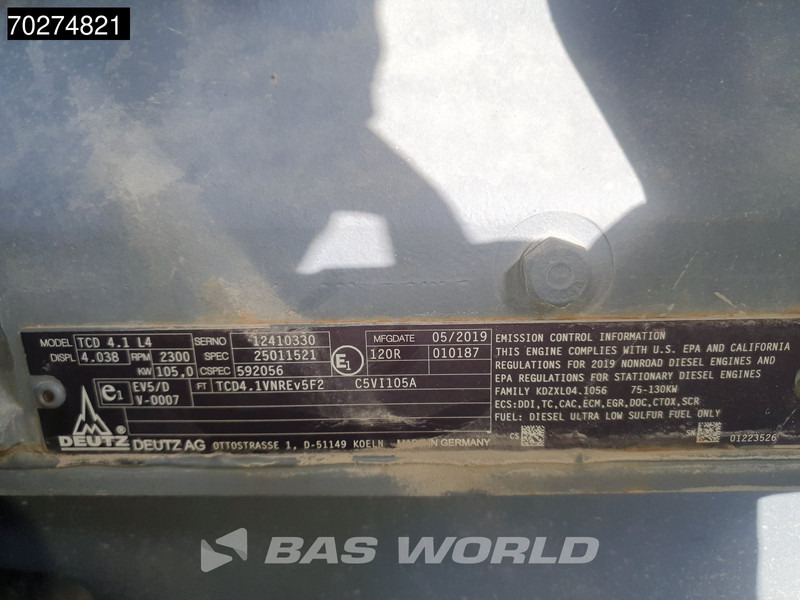 70274821
MODEL TCD 4.1 L4 SERNO 12410330 MFGDATE 05/2019
DISPL 4.038 RPM 2300 SPEC 25011521 E1 120R 010187
KW 105,0 CSPEC 592056
e1 EV5/D V-0007 FT TCD4.1VNREv5F2 C5VI105A
DEUTZ DEUTZ AG OTTOSTRASSE 1, D-51149 KOELN MADE IN GERMANY
EMISSION CONTROL INFORMATION
THIS ENGINE COMPLIES WITH U.S. EPA AND CALIFORNIA
REGULATIONS FOR 2019 NONROAD DIESEL ENGINES AND
EPA REGULATIONS FOR STATIONARY DIESEL ENGINES
FAMILY KDZXL04.1056 75-130KW
ECS:DDI,TC,CAC,ECM,EGR,DOC,CTOX,SCR
FUEL: DIESEL ULTRA LOW SULFUR FUEL ONLY
CS SN 01223526
BAS WORLD